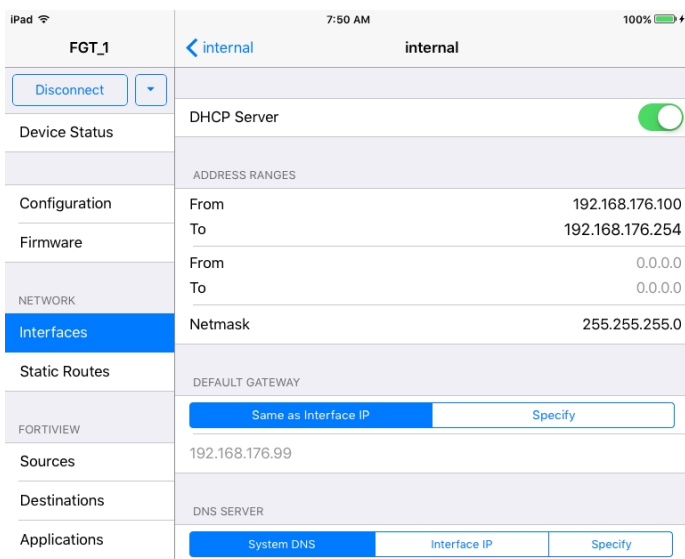 iPad 7:50 AM 100%
FGT_1
internal internal
Disconnect
Device Status
Configuration
Firmware
NETWORK
Interfaces
Static Routes
FORTIVIEW
Sources
Destinations
Applications
DHCP Server
ADDRESS RANGES
From 192.168.176.100
To 192.168.176.254
From 0.0.0.0
To 0.0.0.0
Netmask 255.255.255.0
DEFAULT GATEWAY
Same as Interface IP Specify
192.168.176.99
DNS SERVER
System DNS Interface IP Specify